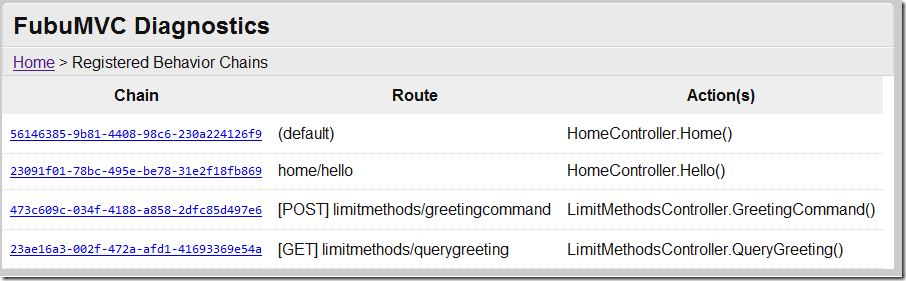 FubuMVC Diagnostics
Home > Registered Behavior Chains
Chain Route Action(s)
56146385-9b81-4408-98c6-230a224126f9 (default) HomeController.Home()
23091f01-78bc-495e-be78-31e2f18fb869 home/hello HomeController.Hello()
473c609c-034f-4188-a858-2dfc85d497e6 [POST] limitmethods/greetingcommand LimitMethodsController.GreetingCommand()
23ae16a3-002f-472a-afd1-41693369e54a [GET] limitmethods/querygreeting LimitMethodsController.QueryGreeting()